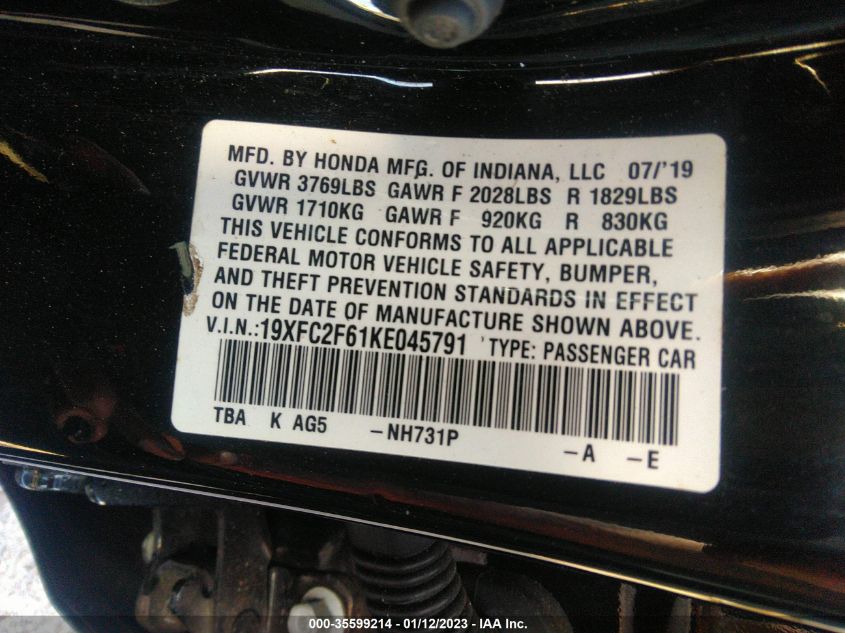 MFD. BY HONDA MFG. OF INDIANA, LLC 07/'19
GVWR 3769LBS GAWR F 2028LBS R 1829LBS
GVWR 1710KG GAWR F 920KG R 830KG
THIS VEHICLE CONFORMS TO ALL APPLICABLE
FEDERAL MOTOR VEHICLE SAFETY, BUMPER,
AND THEFT PREVENTION STANDARDS IN EFFECT
ON THE DATE OF MANUFACTURE SHOWN ABOVE.
V.I.N.:19XFC2F61KE045791 TYPE: PASSENGER CAR
TBA K AG5 -NH731P -A -E
000-35599214 - 01/12/2023 - IAA Inc.